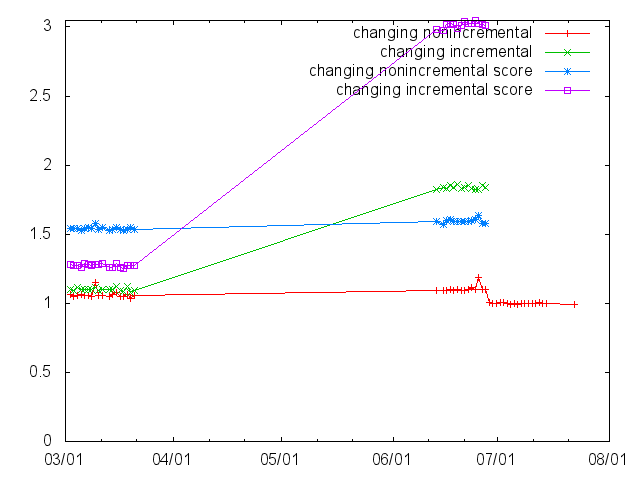 3
changing nonincremental
changing incremental
changing nonincremental score
changing incremental score
2.5
2
1.5
1
0.5
0
03/01 04/01 05/01 06/01 07/01 08/01